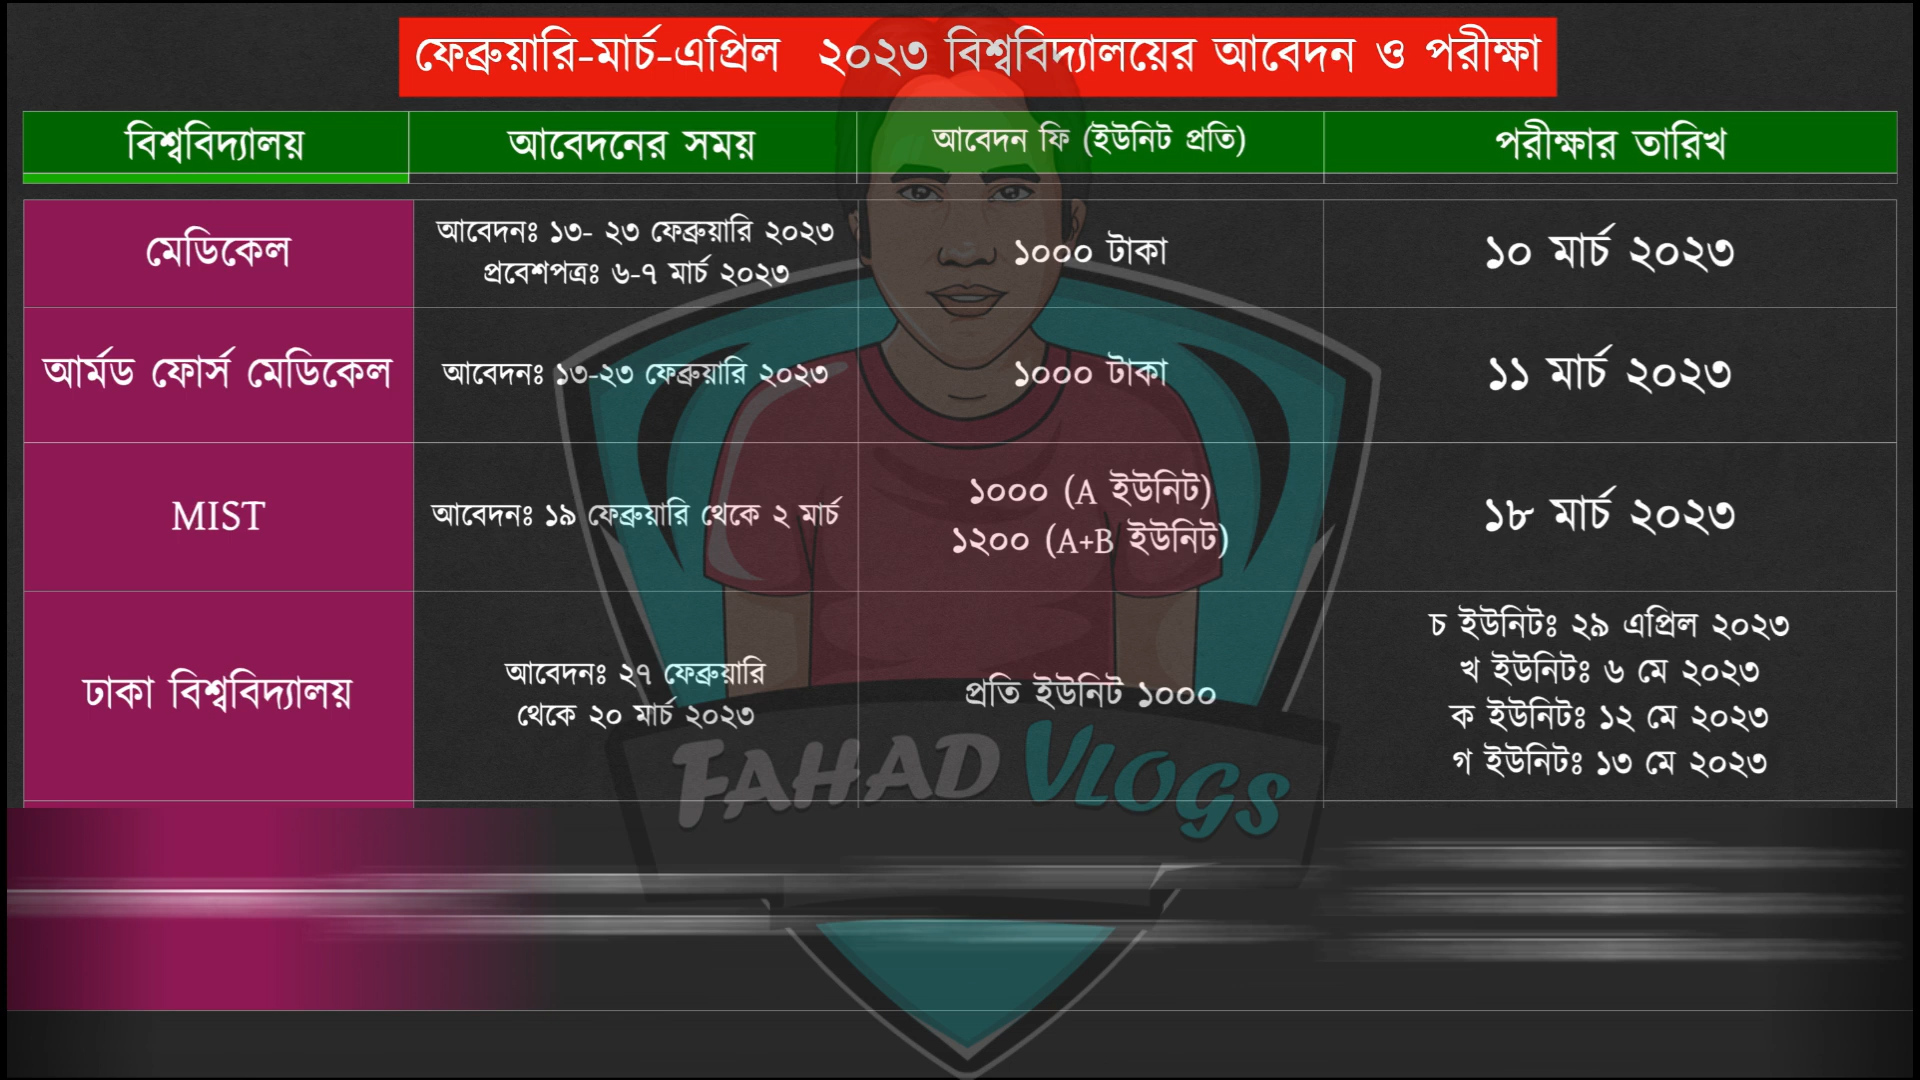 ফেব্রুয়ারি-মার্চ-এপ্রিল ২০২৩ বিশ্ববিদ্যালয়ের আবেদন ও পরীক্ষা
বিশ্ববিদ্যালয়
আবেদনের সময়
আবেদন ফি (ইউনিট প্রতি)
পরীক্ষার তারিখ
মেডিকেল
আবেদনঃ ১৩- ২৩ ফেব্রুয়ারি ২০২৩
প্রবেশপত্রঃ ৬-৭ মার্চ ২০২৩
১০০০ টাকা
১০ মার্চ ২০২৩
আর্মড ফোর্স মেডিকেল
আবেদনঃ ১৩-২৩ ফেব্রুয়ারি ২০২৩
১০০০ টাকা
১১ মার্চ ২০২৩
MIST
আবেদনঃ ১৯ ফেব্রুয়ারি থেকে ২ মার্চ
১০০০ (A ইউনিট)
১২০০ (A+B ইউনিট)
১৮ মার্চ ২০২৩
ঢাকা বিশ্ববিদ্যালয়
আবেদনঃ ২৭ ফেব্রুয়ারি
থেকে ২০ মার্চ ২০২৩
প্রতি ইউনিট ১০০০
চ ইউনিটঃ ২৯ এপ্রিল ২০২৩
খ ইউনিটঃ ৬ মে ২০২৩
ক ইউনিটঃ ১২ মে ২০২৩
গ ইউনিটঃ ১৩ মে ২০২৩
FAHAD VLOGS